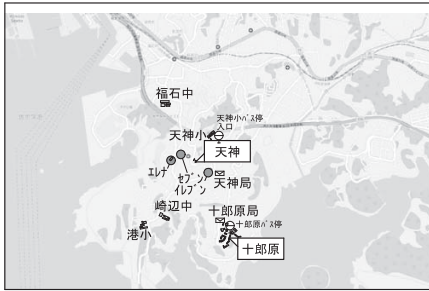 福石中
天神小バス停
入口
天神小
天神
エレナ
セブン
イレブン
天神局
崎辺中
港小
十郎原局
十郎原バス停
十郎原